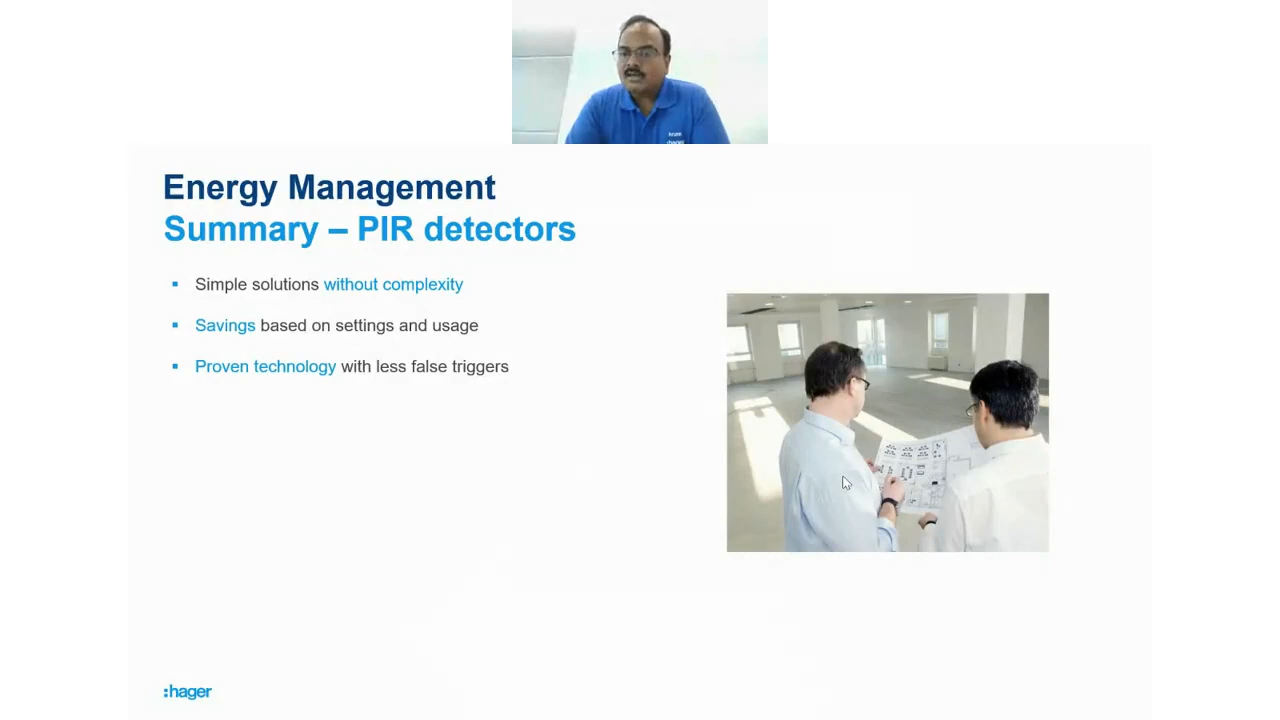 :hager
Energy Management
Summary – PIR detectors
Simple solutions without complexity
Savings based on settings and usage
Proven technology with less false triggers
:hager